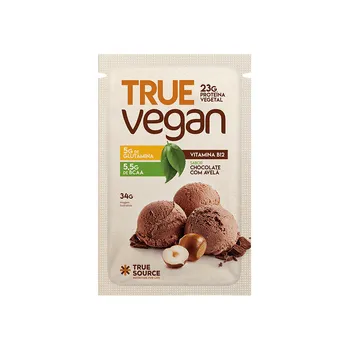 TRUE
23G
PROTEÍNA
VEGETAL
vegan
5G DE
GLUTAMINA
5,5G
DE BCAA
VITAMINA B12
SABOR
CHOCOLATE
COM AVELÃ
34G
TRUE
SOURCE